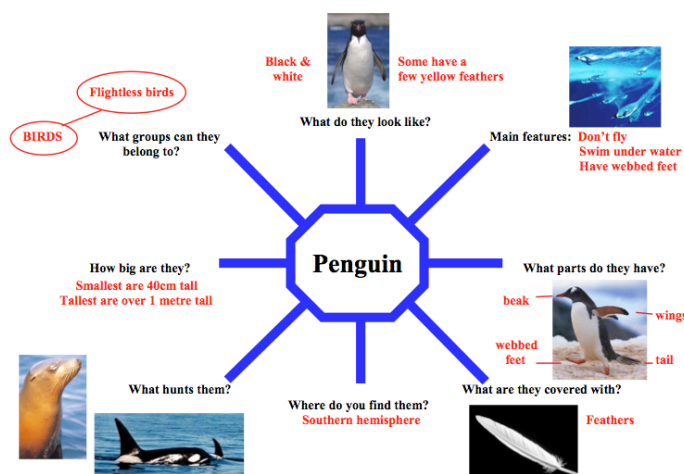 Black &
white
Some have a
few yellow feathers
What do they look like?
Flightless birds
BIRDS
What groups can they
belong to?
Main features: Don't fly
Swim under water
Have webbed feet
Penguin
How big are they?
Smallest are 40cm tall
Tallest are over 1 metre tall
What parts do they have?
beak
wings
webbed
feet
tail
What hunts them?
Where do you find them?
Southern hemisphere
What are they covered with?
Feathers